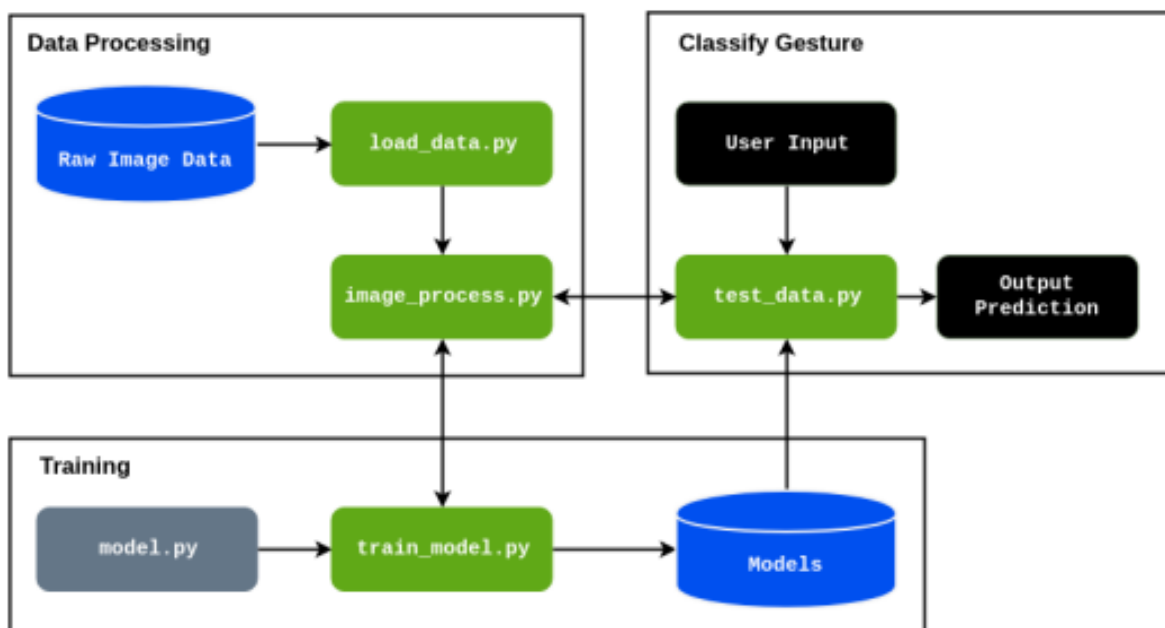 Data Processing
Raw Image Data
load_data.py
image_process.py
Classify Gesture
User Input
test_data.py
Output
Prediction
Training
model.py
train_model.py
Models